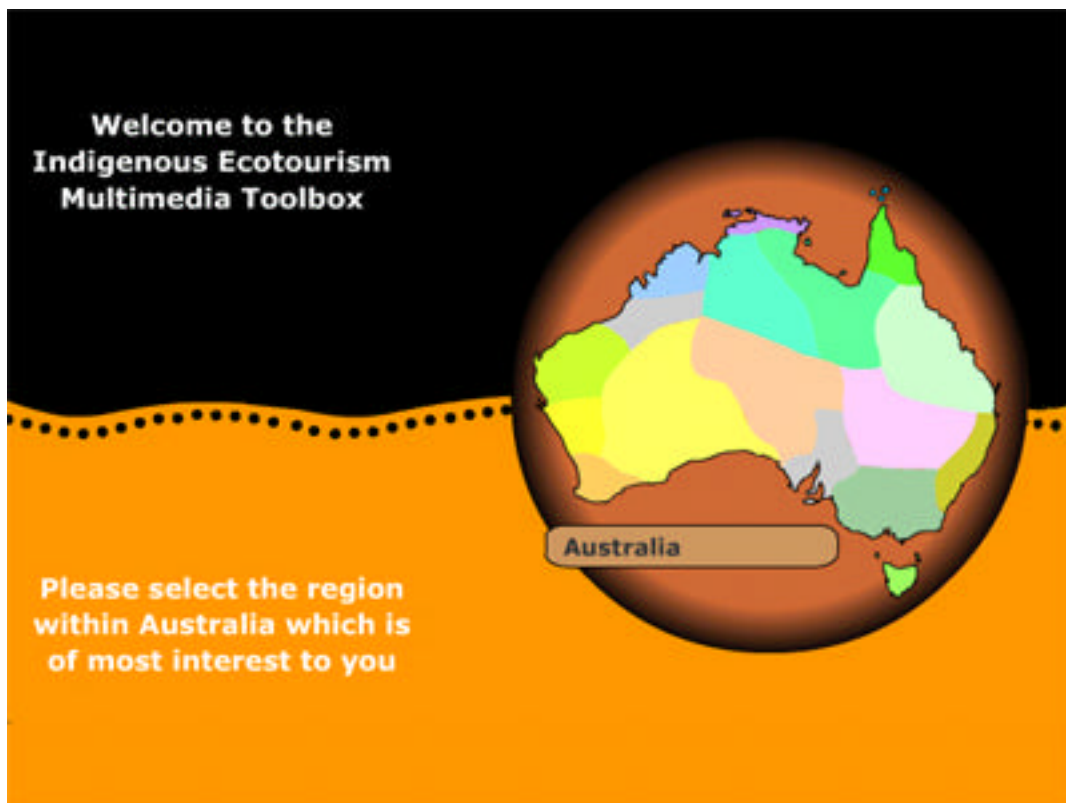 Welcome to the
Indigenous Ecotourism
Multimedia Toolbox
Australia
Please select the region
within Australia which is
of most interest to you